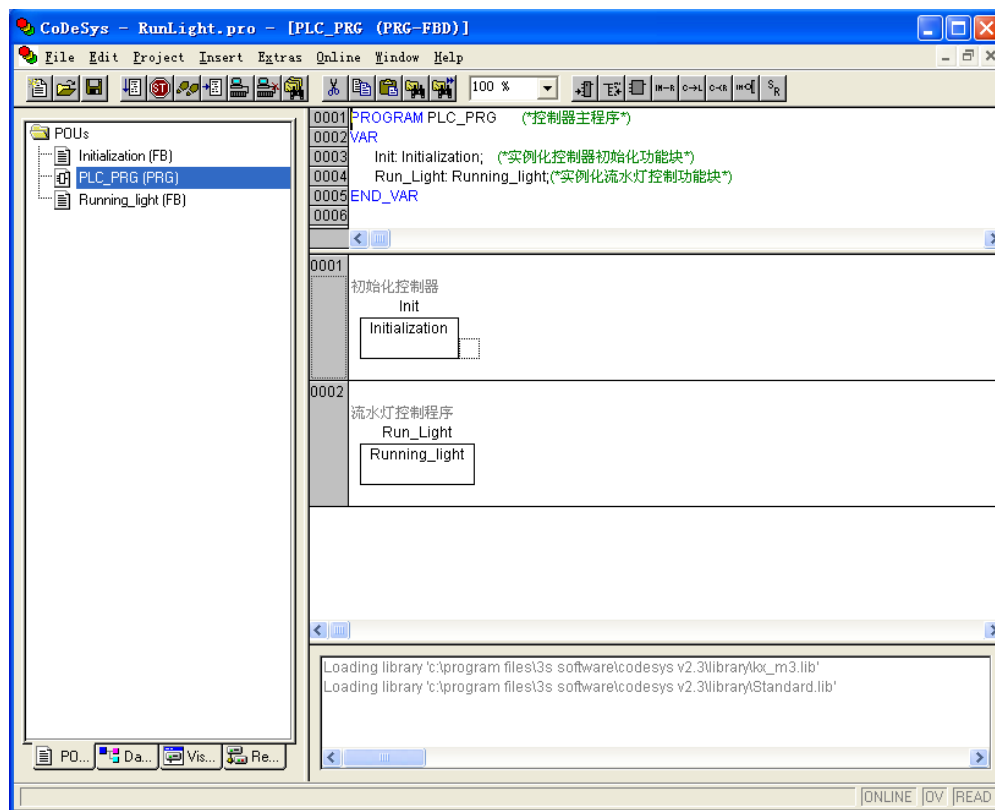 CoDeSys - RunLight.pro - [PLC_PRG (PRG-FBD)]
File Edit Project Insert Extras Online Window Help
100 %
POUs
Initialization (FB)
PLC_PRG (PRG)
Running_light (FB)
0001 PROGRAM PLC_PRG (*控制器主程序*)
0002 VAR
0003 Init: Initialization; (*实例化控制器初始化功能块*)
0004 Run_Light: Running_light;(*实例化流水灯控制功能块*)
0005 END_VAR
0006
0001
初始化控制器
Init
Initialization
0002
流水灯控制程序
Run_Light
Running_light
Loading library 'c:\program files\3s software\codesys v2.3\library\kx_m3.lib'
Loading library 'c:\program files\3s software\codesys v2.3\library\Standard.lib'
PO... Da... Vis... Re...
ONLINE OV READ